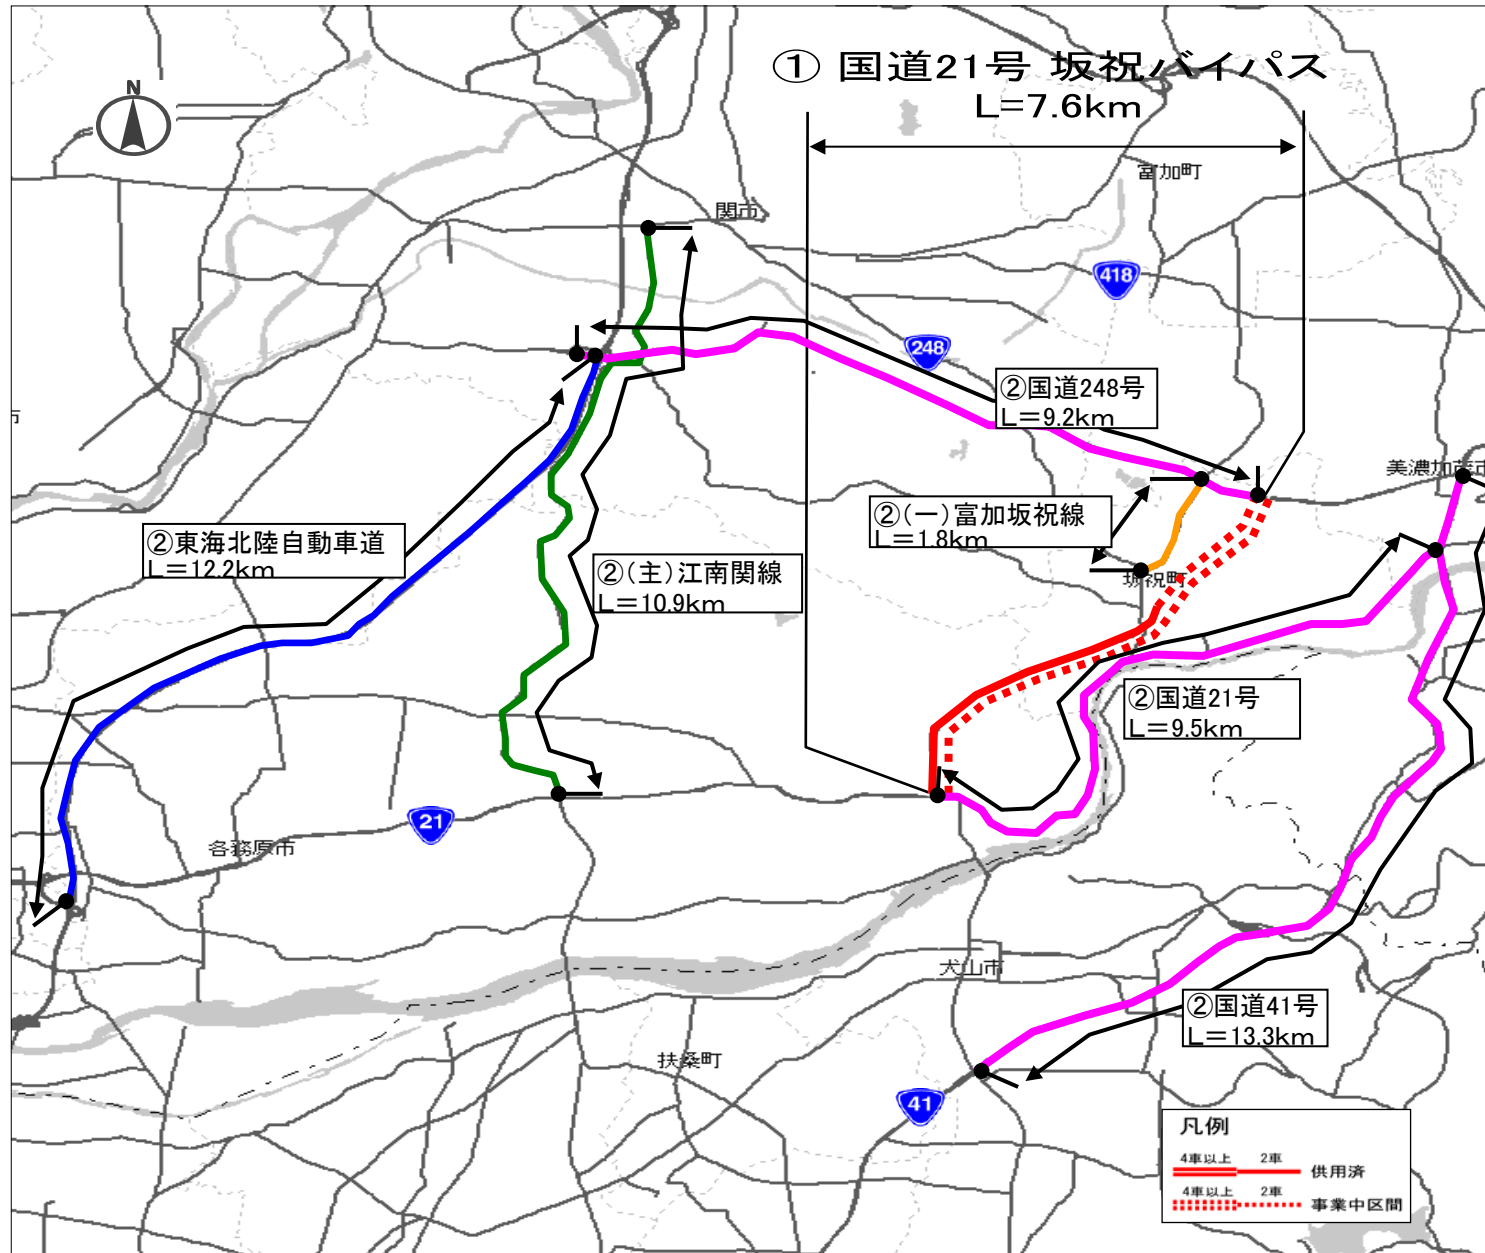 ① 国道21号 坂祝バイパス
L=7.6km
N
富加町
関市
418
248
②国道248号
L=9.2km
市
美濃加茂市
②(一)富加坂祝線
L=1.8km
②東海北陸自動車道
L=12.2km
②(主)江南関線
L=10.9km
坂祝町
②国道21号
L=9.5km
21
各務原市
犬山市
②国道41号
L=13.3km
扶桑町
41
凡例
4車以上 2車 供用済
4車以上 2車 事業中区間